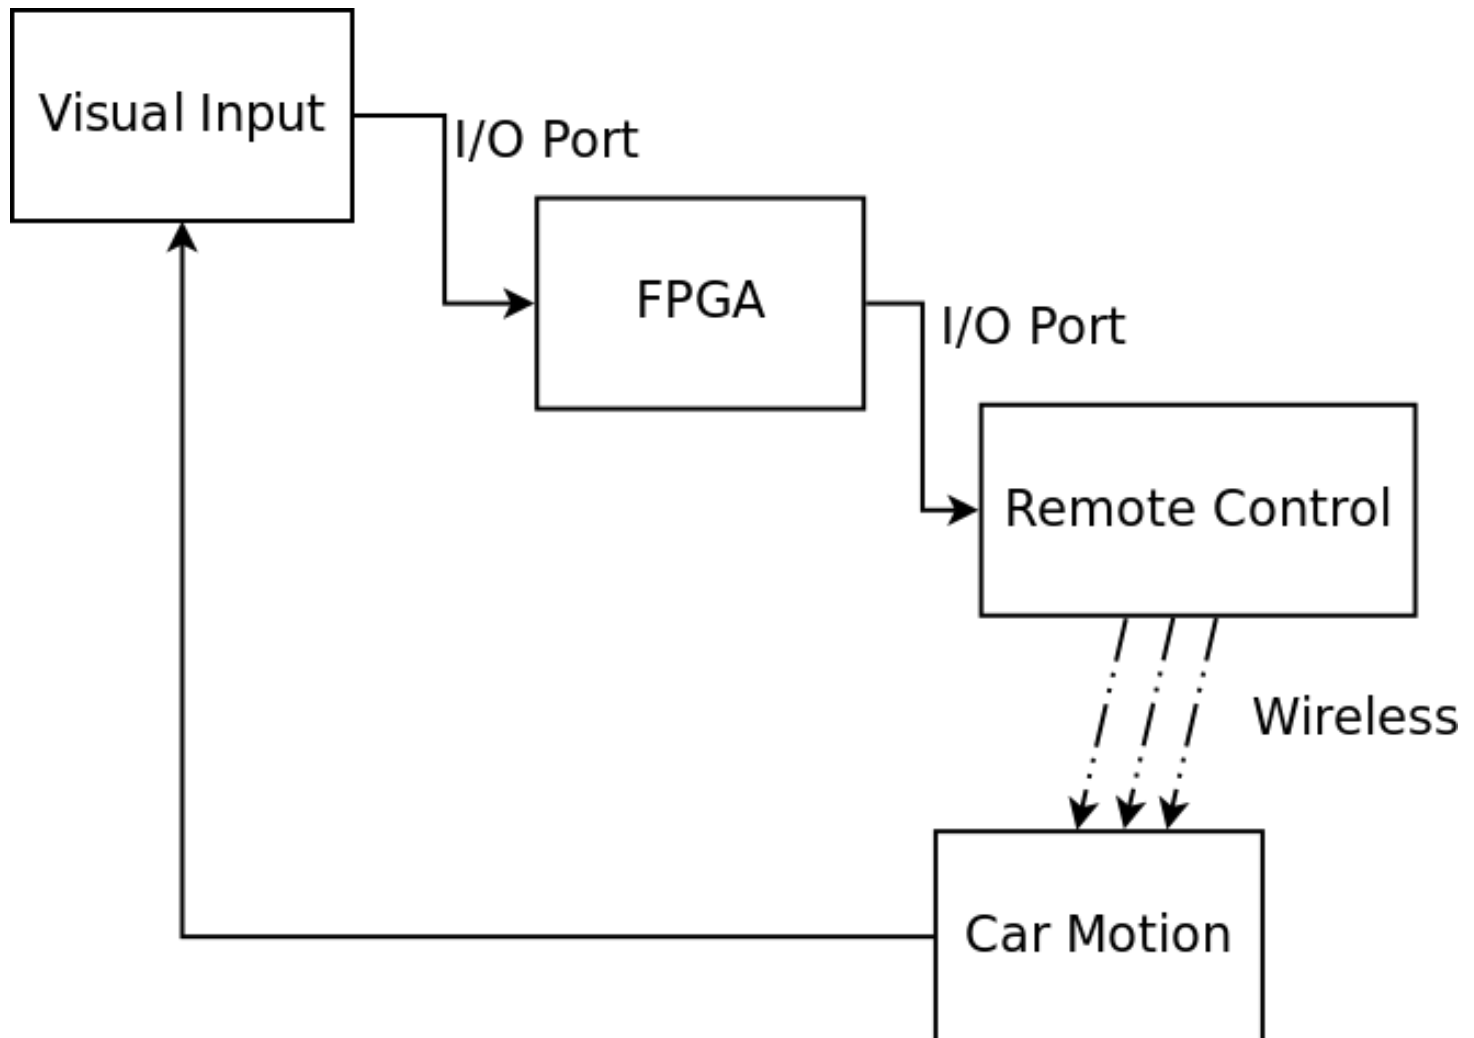 Visual Input
I/O Port
FPGA
I/O Port
Remote Control
Wireless
Car Motion